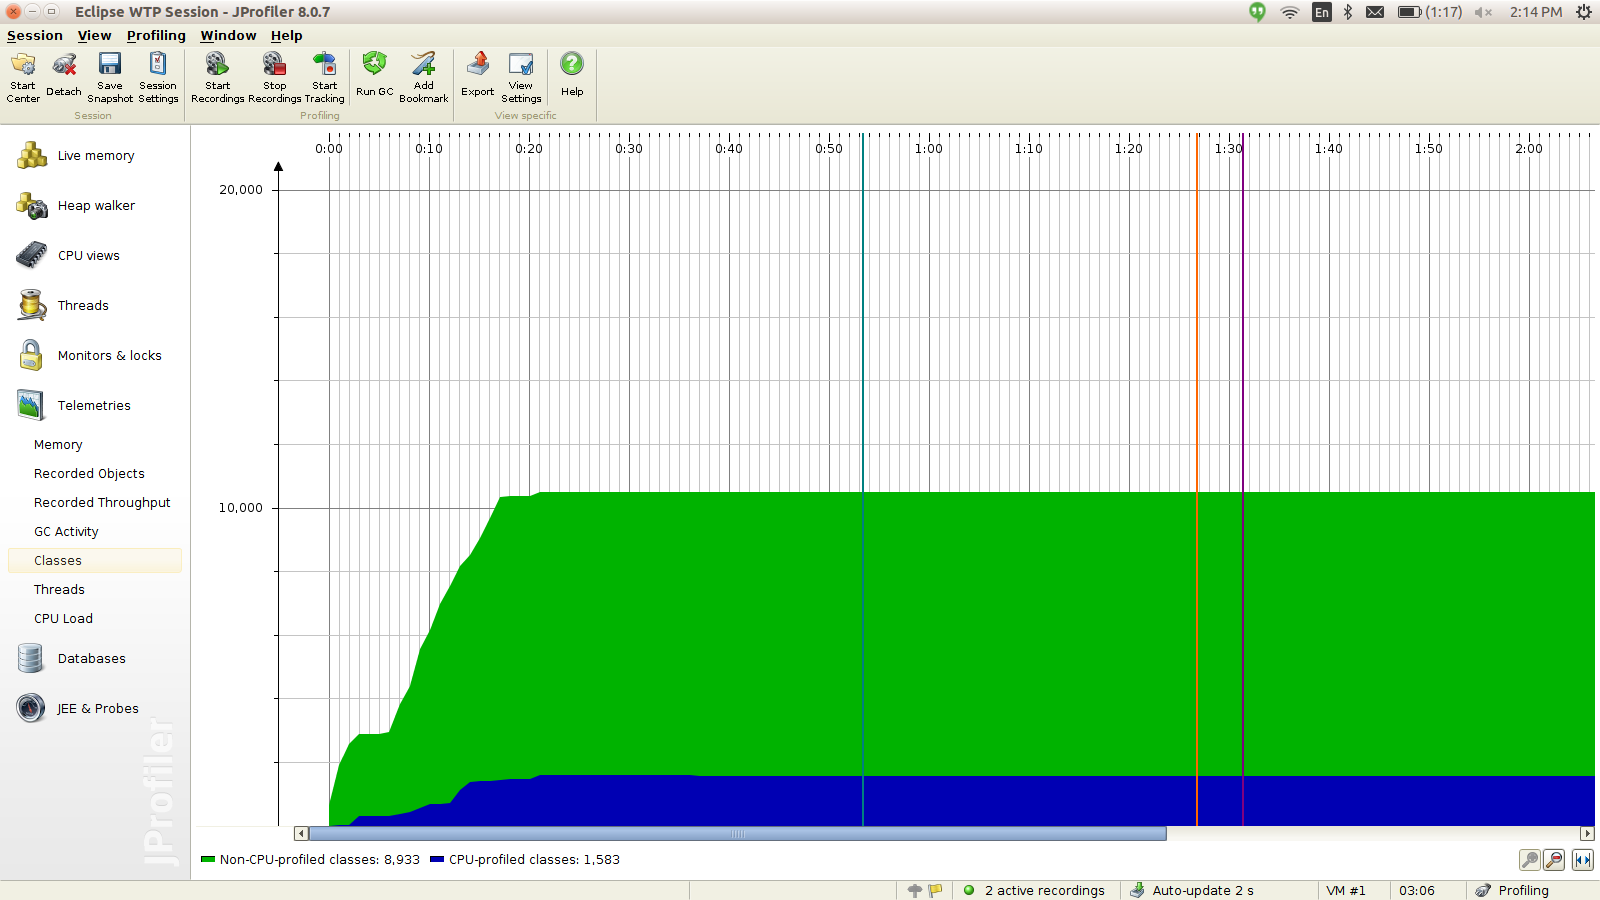 Eclipse WTP Session - JProfiler 8.0.7
En (1:17) 2:14 PM
Session View Profiling Window Help
Start Center
Detach
Save Snapshot
Session Settings
Start Recordings
Stop Recordings
Start Tracking
Run GC
Add Bookmark
Export
View Settings
Help
Session
Profiling
View specific
Live memory
Heap walker
CPU views
Threads
Monitors & locks
Telemetries
Memory
Recorded Objects
Recorded Throughput
GC Activity
Classes
Threads
CPU Load
Databases
JEE & Probes
JProfiler
0:00 0:10 0:20 0:30 0:40 0:50 1:00 1:10 1:20 1:30 1:40 1:50 2:00
20,000
10,000
Non-CPU-profiled classes: 8,933 CPU-profiled classes: 1,583
2 active recordings Auto-update 2 s VM #1 03:06 Profiling